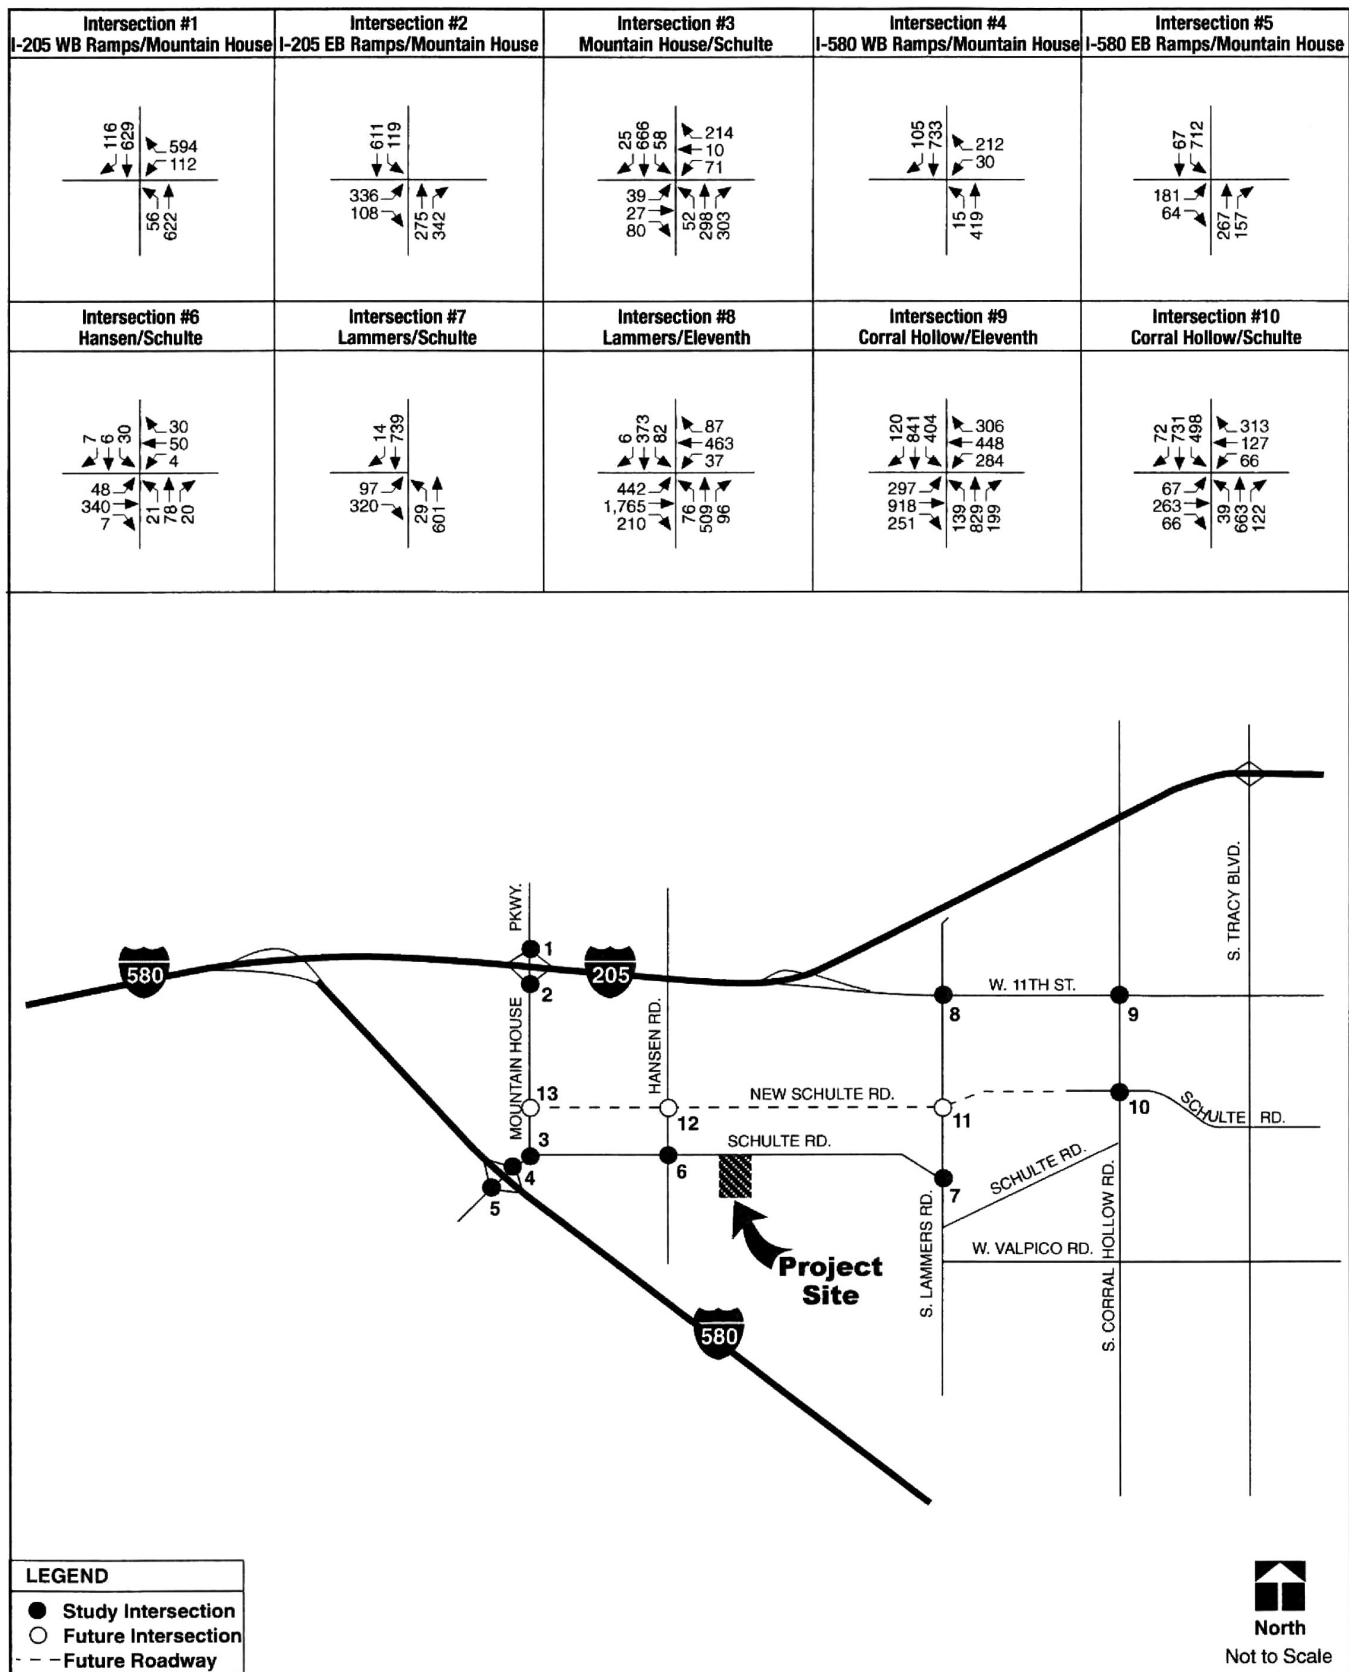 Intersection #1
I-205 WB Ramps/Mountain House
116
629
594
112
56
622
Intersection #2
I-205 EB Ramps/Mountain House
611
119
336
108
275
342
Intersection #3
Mountain House/Schulte
25
666
58
214
10
71
39
27
80
52
298
303
Intersection #4
I-580 WB Ramps/Mountain House
105
733
212
30
15
419
Intersection #5
I-580 EB Ramps/Mountain House
67
712
181
64
267
157
Intersection #6
Hansen/Schulte
7
6
30
30
50
4
48
340
7
21
78
20
Intersection #7
Lammers/Schulte
14
739
97
320
29
601
Intersection #8
Lammers/Eleventh
6
373
82
87
463
37
442
1,765
210
76
509
96
Intersection #9
Corral Hollow/Eleventh
120
841
404
306
448
284
297
918
251
139
829
199
Intersection #10
Corral Hollow/Schulte
72
731
498
313
127
66
67
263
66
39
663
122
S. TRACY BLVD.
MOUNTAIN HOUSE PKWY.
1
580
205
2
HANSEN RD.
W. 11TH ST.
8
9
13
NEW SCHULTE RD.
12
11
10
SCHULTE RD.
3
SCHULTE RD.
4
6
7
SCHULTE RD.
5
S. LAMMERS RD.
S. CORRAL HOLLOW RD.
W. VALPICO RD.
Project
Site
580
LEGEND
Study Intersection
Future Intersection
Future Roadway
North
Not to Scale